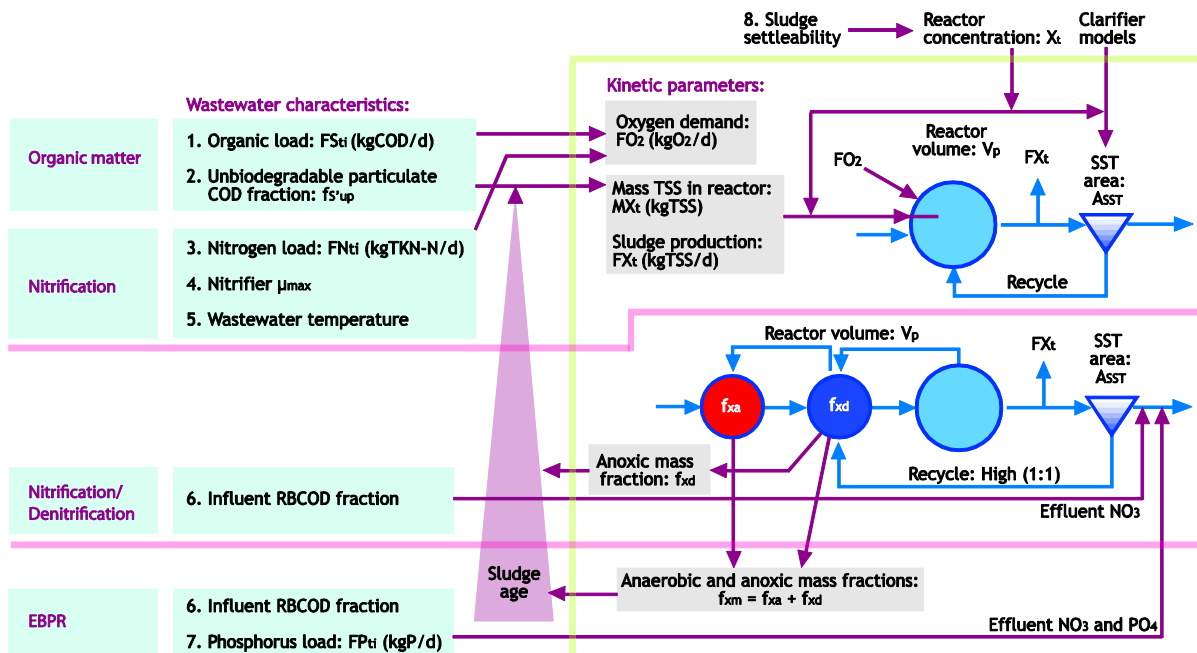 8. Sludge
settleability
Reactor
concentration: Xt
Clarifier
models
Wastewater characteristics:
Kinetic parameters:
Organic matter
1. Organic load: FSti (kgCOD/d)
2. Unbiodegradable particulate
COD fraction: fS'up
Oxygen demand:
FO2 (kgO2/d)
Mass TSS in reactor:
MXt (kgTSS)
Sludge production:
FXt (kgTSS/d)
Reactor
volume: Vp
FO2
FXt
SST
area:
ASST
Recycle
Nitrification
3. Nitrogen load: FNti (kgTKN-N/d)
4. Nitrifier µmax
5. Wastewater temperature
Reactor volume: Vp
FXt
SST
area:
ASST
fxa
fxd
Recycle: High (1:1)
Anoxic mass
fraction: fxd
Nitrification/
Denitrification
6. Influent RBCOD fraction
Effluent NO3
Sludge
age
Anaerobic and anoxic mass fractions:
fxm = fxa + fxd
EBPR
6. Influent RBCOD fraction
7. Phosphorus load: FPti (kgP/d)
Effluent NO3 and PO4